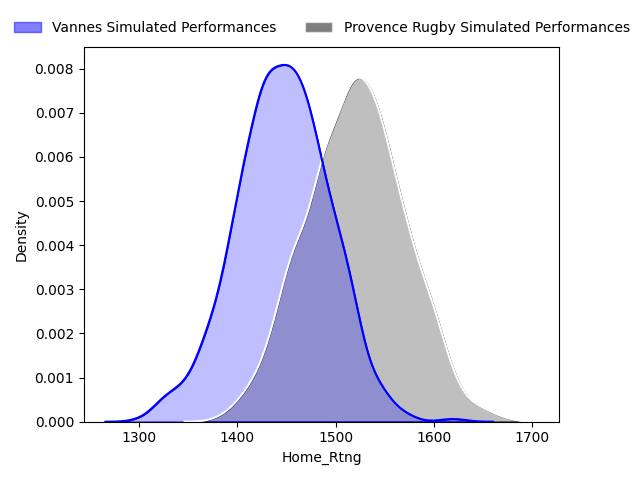 Vannes Simulated Performances Provence Rugby Simulated Performances
0.008
0.007
0.006
0.005
0.004
0.003
0.002
0.001
0.000
Density
1300 1400 1500 1600 1700
Home_Rtng